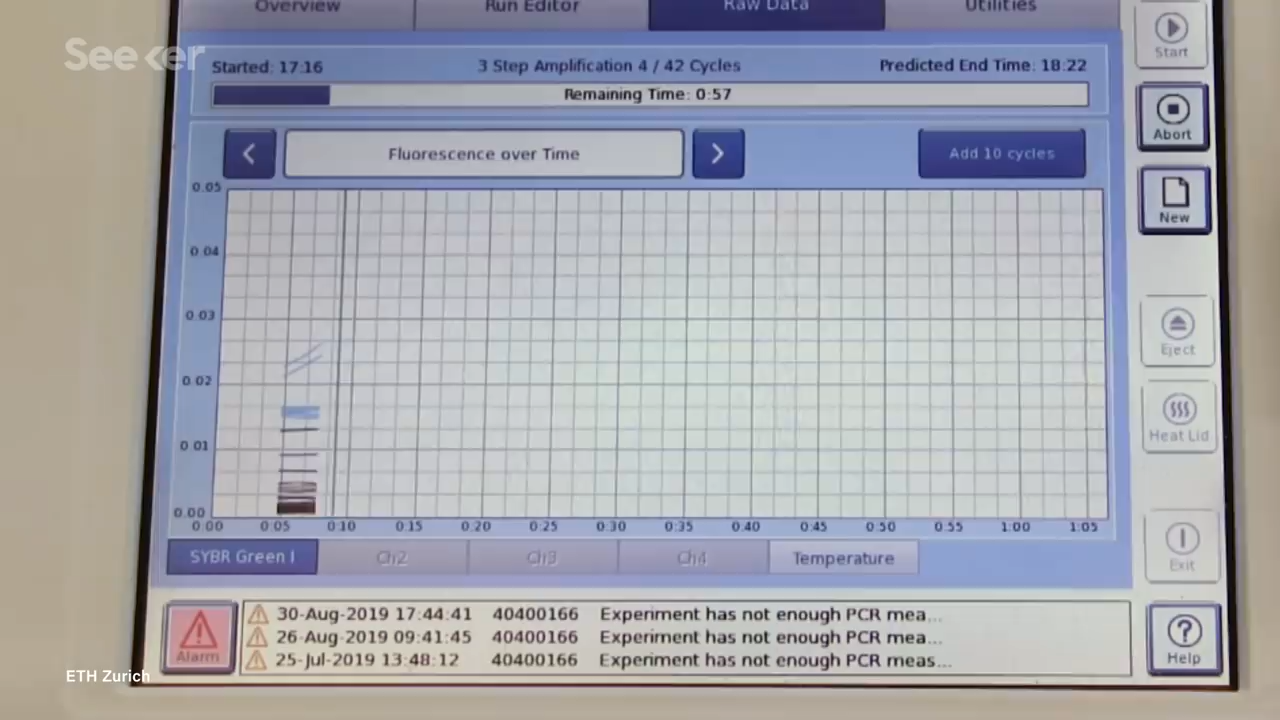 Seeker
Overview
Run Editor
Raw Data
Utilities
Started: 17:16
3 Step Amplification 4 / 42 Cycles
Predicted End Time: 18:22
Remaining Time: 0:57
Fluorescence over Time
Add 10 cycles
0.05
0.04
0.03
0.02
0.01
0.00
0:00 0:05 0:10 0:15 0:20 0:25 0:30 0:35 0:40 0:45 0:50 0:55 1:00 1:05
SYBR Green I
Ch2
Ch3
Ch4
Temperature
Start
Abort
New
Eject
Heat Lid
Exit
Help
Alarm
30-Aug-2019 17:44:41 40400166 Experiment has not enough PCR mea...
26-Aug-2019 09:41:45 40400166 Experiment has not enough PCR mea...
25-Jul-2019 13:48:12 40400166 Experiment has not enough PCR meas...
ETH Zurich